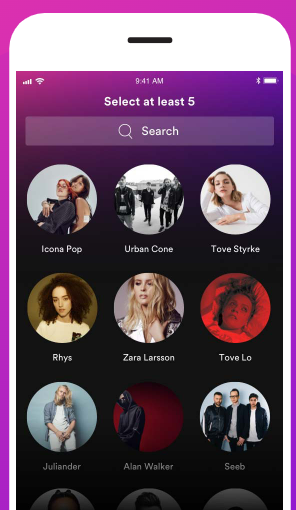 9:41 AM
Select at least 5
Search
Icona Pop
Urban Cone
Tove Styrke
Rhys
Zara Larsson
Tove Lo
Juliander
Alan Walker
Seeb